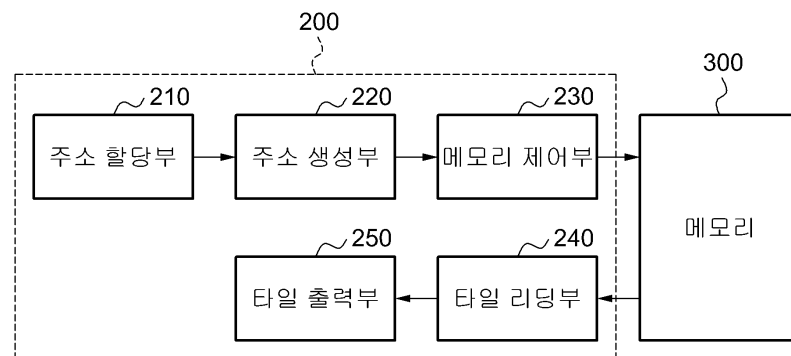 200
300
210
220
230
주소 할당부
주소 생성부
메모리 제어부
메모리
250
240
타일 출력부
타일 리딩부